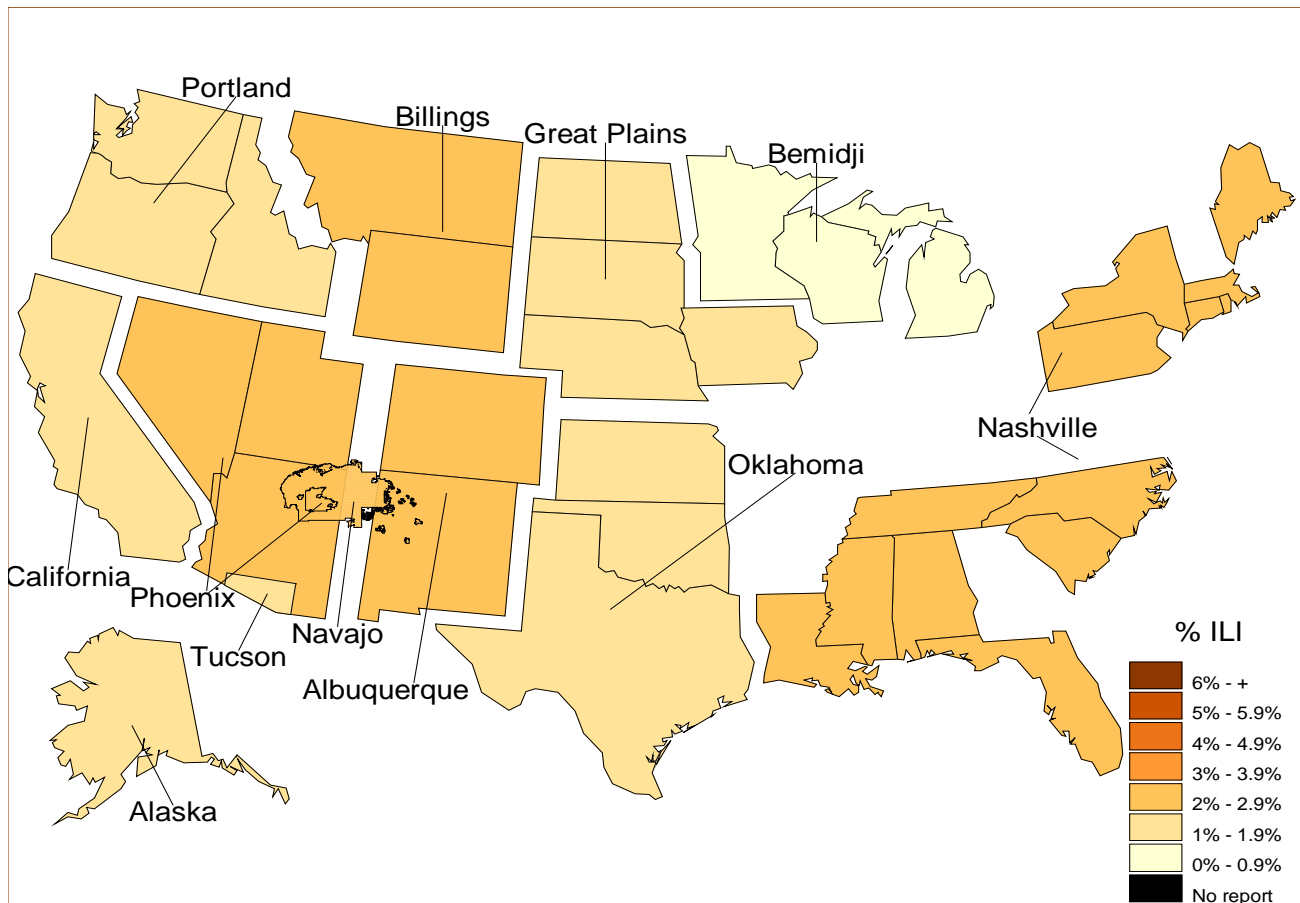 Portland
Billings
Great Plains
Bemidji
Nashville
Oklahoma
California
Phoenix
Navajo
Tucson
Albuquerque
Alaska
% ILI
6% - +
5% - 5.9%
4% - 4.9%
3% - 3.9%
2% - 2.9%
1% - 1.9%
0% - 0.9%
No report